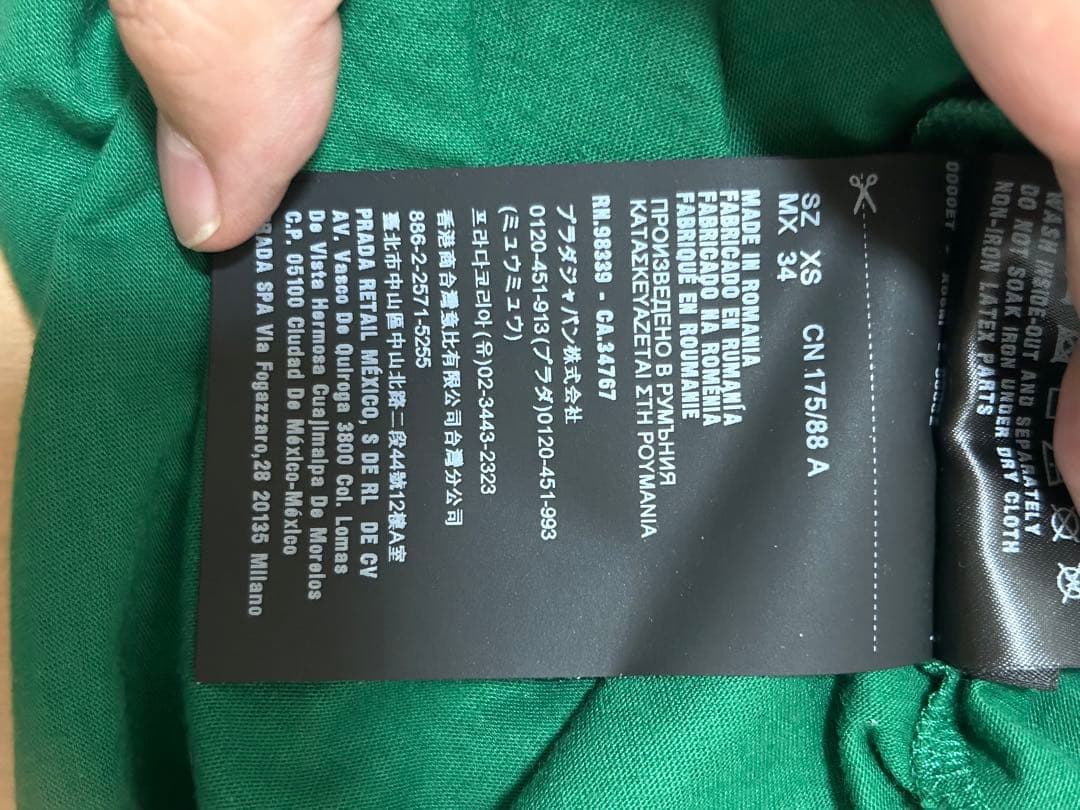 WASH INSIDE-OUT AND SEPARATELY
DO NOT SOAK IRON UNDER DRY CLOTH
NON-IRON LATEX PARTS
SZ XS CN 175/88 A
MX 34
MADE IN ROMANIA
FABRICADO EN RUMANÍA
FABRICADO NA ROMÉNIA
FABRIQUÉ EN ROUMANIE
ПРОИЗВЕДЕНО В РУМЪНИЯ
ΚΑΤΑΣΚΕΥΑΖΕΤΑΙ ΣΤΗ ΡΟΥΜΑΝΙΑ
RN.98339 - CA.34767
プラダジャパン株式会社
0120-451-913(プラダ)0120-451-993
(ミュウミュウ)
프라다코리아(유)02-3443-2323
香港商台灣惫比有限公司台灣分公司
886-2-2571-5255
臺北市中山區中山北路二段44號12樓A室
PRADA RETAIL MÉXICO, S DE RL DE CV
AV. Vasco De Quiroga 3800 Col. Lomas
De Vista Hermosa Cuajimalpa De Morelos
C.P. 05100 Ciudad De México-México
PRADA SPA Via Fogazzaro,28 20135 Milano